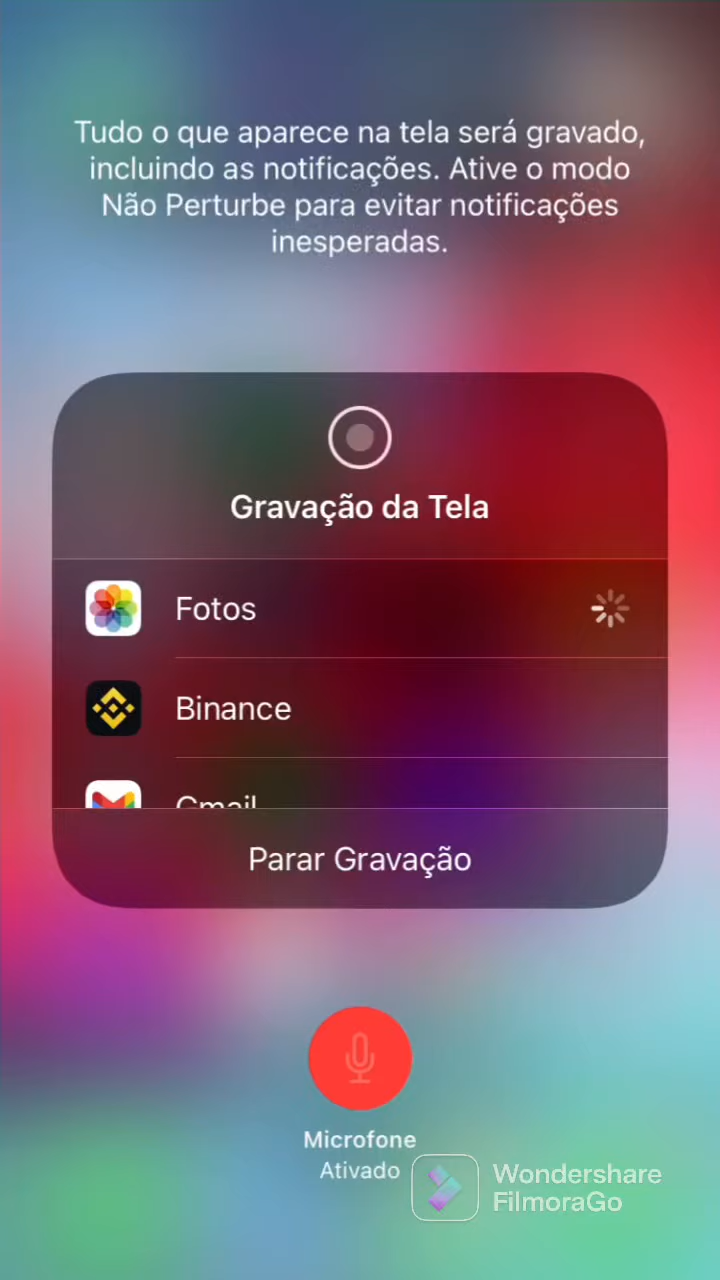 Tudo o que aparece na tela será gravado,
incluindo as notificações. Ative o modo
Não Perturbe para evitar notificações
inesperadas.
Gravação da Tela
Fotos
Binance
Gmail
Parar Gravação
Microfone
Ativado
Wondershare
FilmoraGo